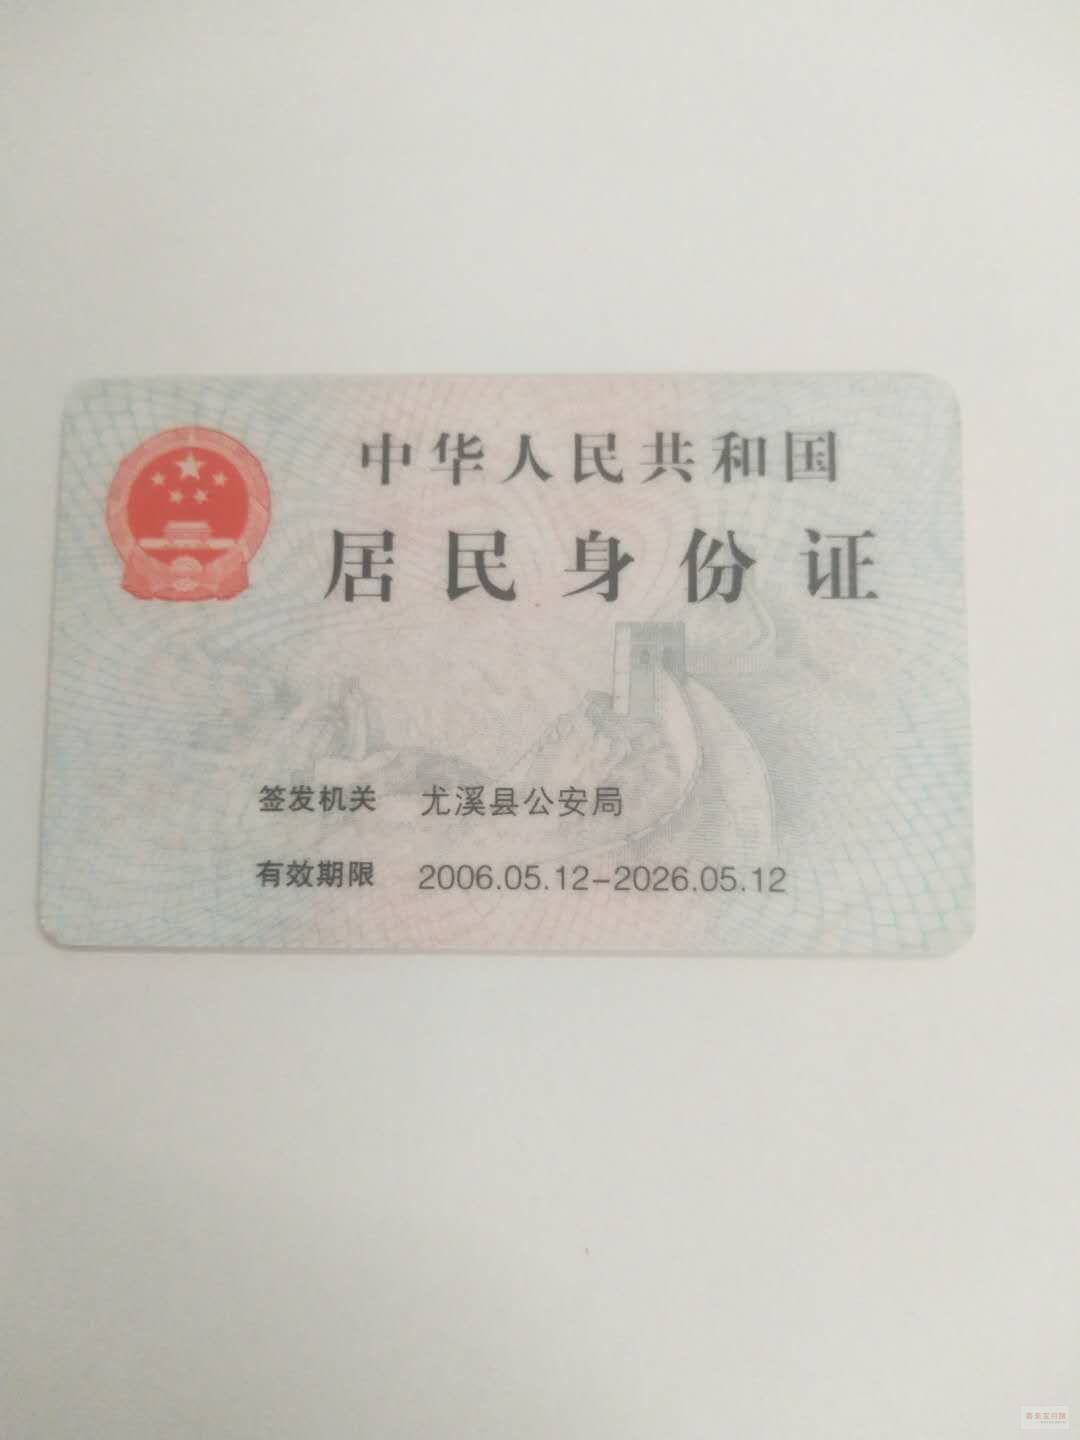 中华人民共和国
居民身份证
签发机关 尤溪县公安局
有效期限 2006.05.12-2026.05.12